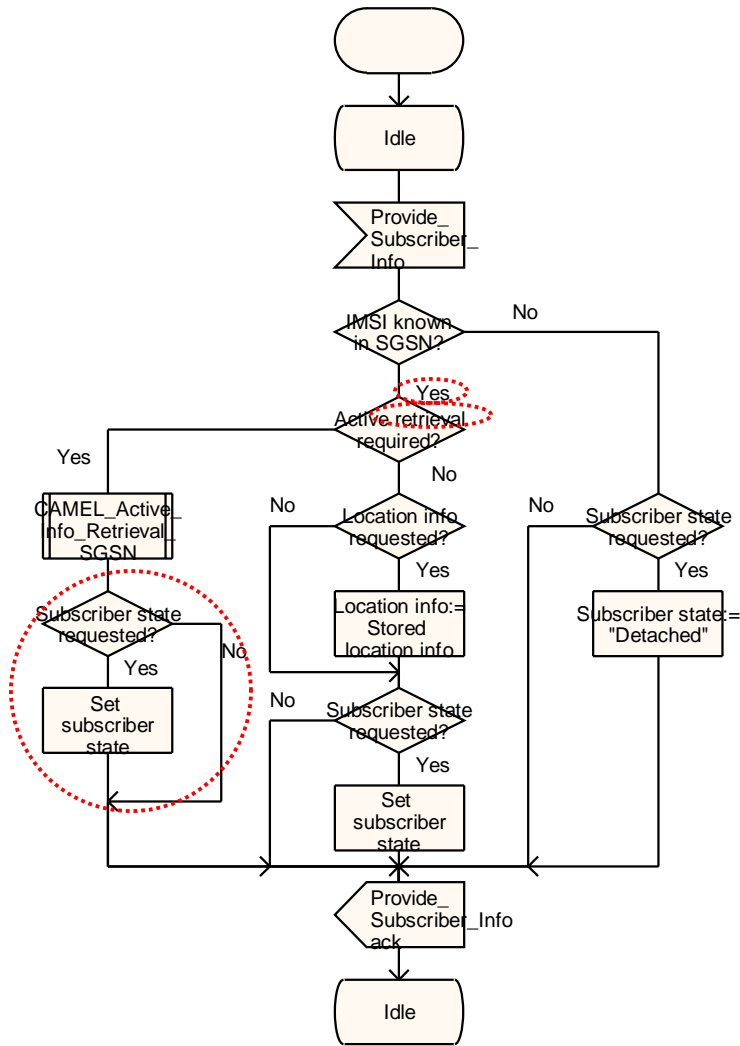 Idle
Provide_
Subscriber_
Info
IMSI known
in SGSN?
No
Yes
Active retrieval
required?
Yes
No
CAMEL_Active_
Info_Retrieval_
SGSN
No
Location info
requested?
No
Subscriber state
requested?
Yes
Yes
Subscriber state
requested?
No
Location info:=
Stored
location info
Subscriber state:=
"Detached"
Yes
Set
subscriber
state
No
Subscriber state
requested?
Yes
Set
subscriber
state
Provide_
Subscriber_Info
ack
Idle